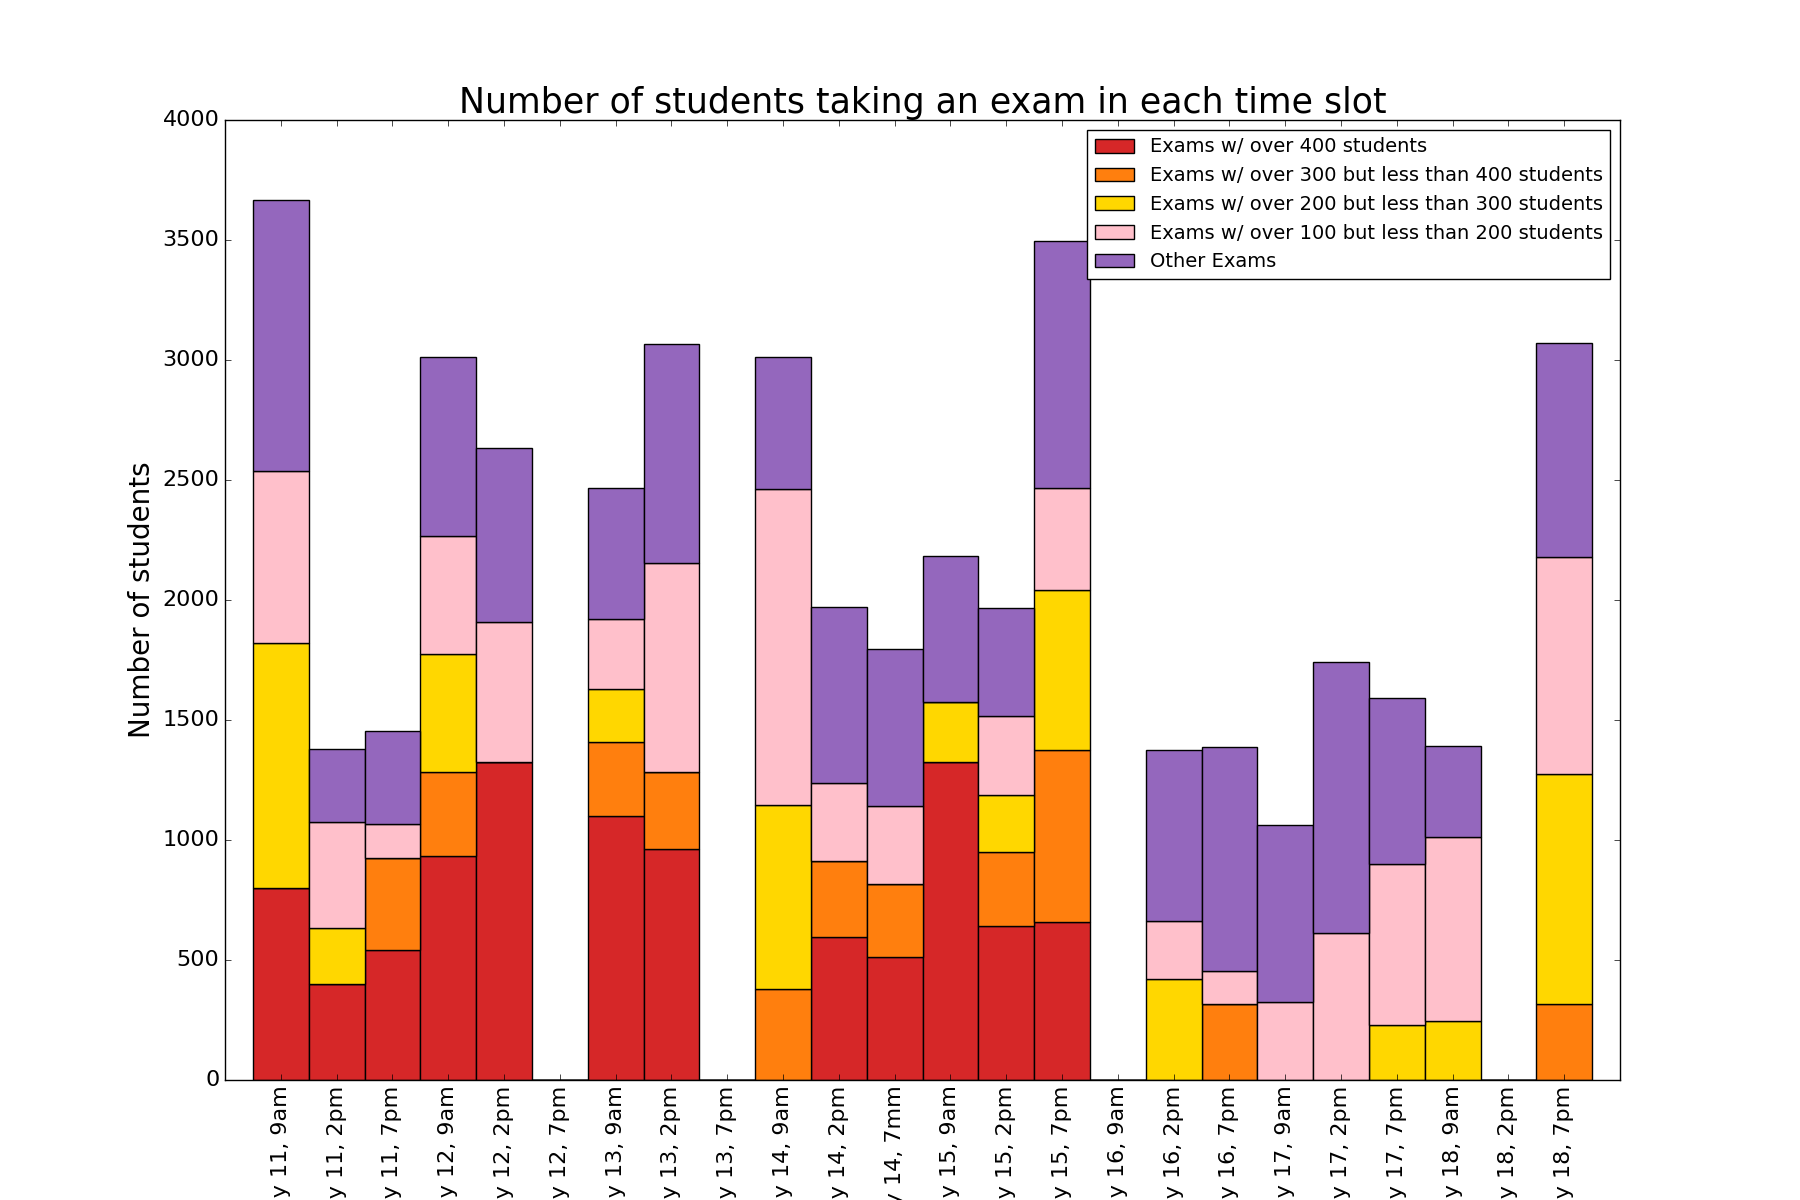 Number of students taking an exam in each time slot
Number of students
4000
3500
3000
2500
2000
1500
1000
500
0
Exams w/ over 400 students
Exams w/ over 300 but less than 400 students
Exams w/ over 200 but less than 300 students
Exams w/ over 100 but less than 200 students
Other Exams
y 11, 9am
y 11, 2pm
y 11, 7pm
y 12, 9am
y 12, 2pm
y 12, 7pm
y 13, 9am
y 13, 2pm
y 13, 7pm
y 14, 9am
y 14, 2pm
y 14, 7mm
y 15, 9am
y 15, 2pm
y 15, 7pm
y 16, 9am
y 16, 2pm
y 16, 7pm
y 17, 9am
y 17, 2pm
y 17, 7pm
y 18, 9am
y 18, 2pm
y 18, 7pm